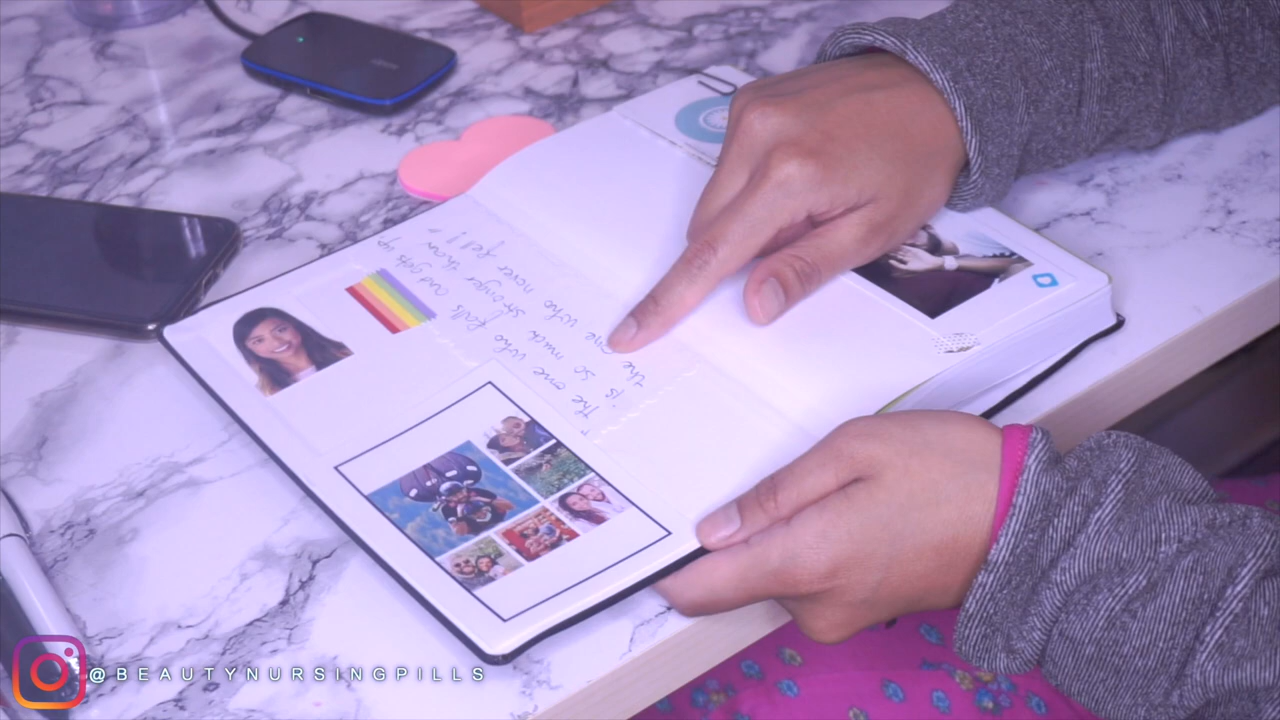 "The one who falls and gets up
is so much stronger than
the one who never fell!"
@BEAUTYNURSINGPILLS